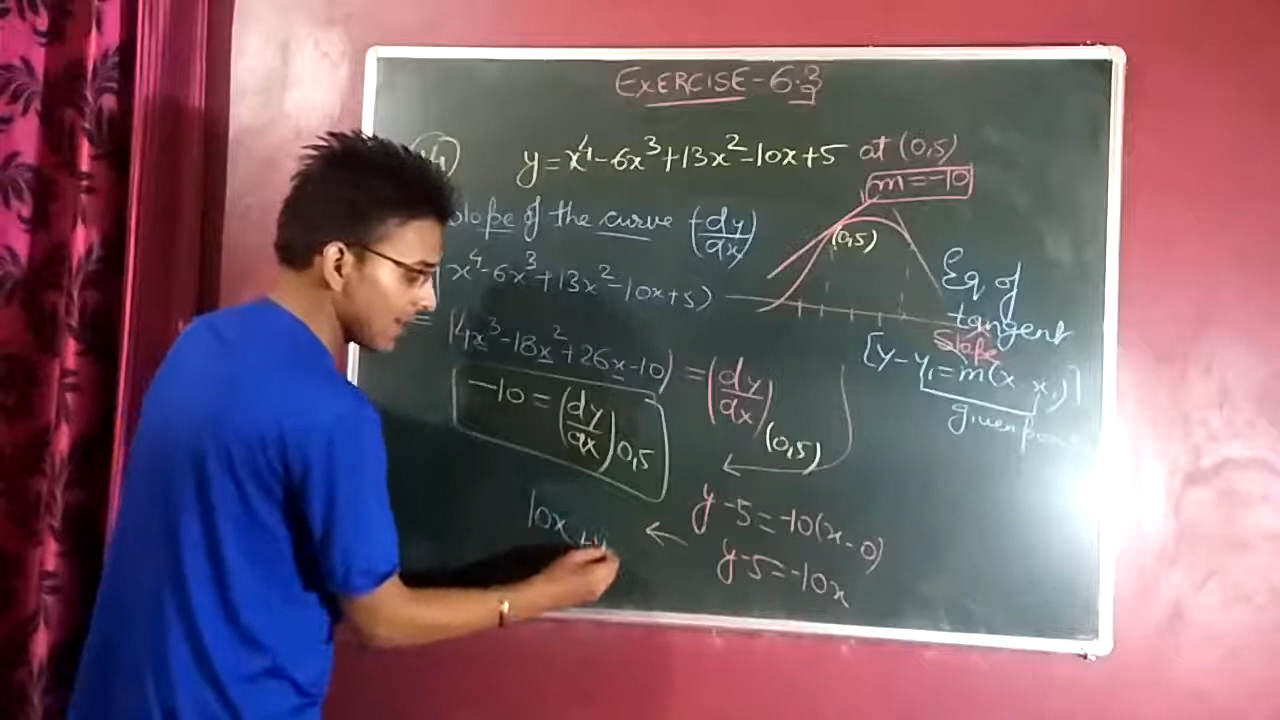 EXERCISE-6.3
y=x⁴-6x³+13x²-10x+5 at (0,5)
m=-10
slope of the curve (dy/dx)
(0,5)
x⁴-6x³+13x²-10x+5)
Eq of
tangent
slope
= (4x³-18x²+26x-10) = (dy/dx)(0,5)
[y-y₁=m(x-x₁)]
given
-10=(dy/dx)0,5
y-5=-10(x-0)
y-5=-10x
10x+y